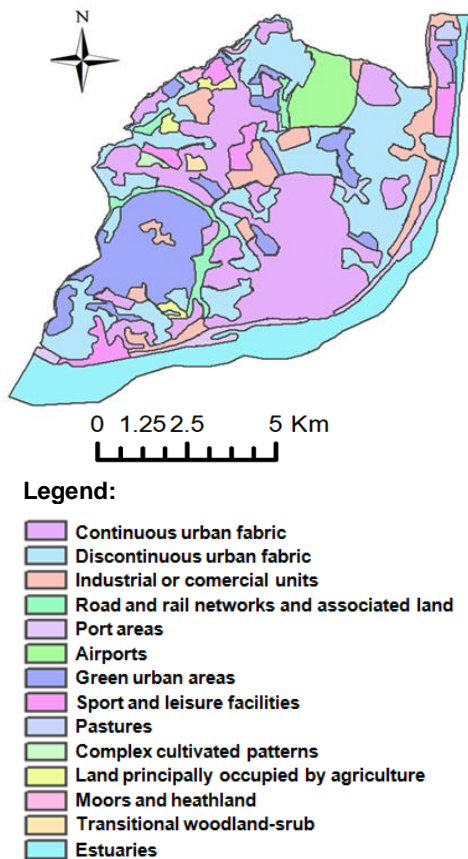 N
0 1.25 2.5 5 Km
Legend:
Continuous urban fabric
Discontinuous urban fabric
Industrial or comercial units
Road and rail networks and associated land
Port areas
Airports
Green urban areas
Sport and leisure facilities
Pastures
Complex cultivated patterns
Land principally occupied by agriculture
Moors and heathland
Transitional woodland-srub
Estuaries